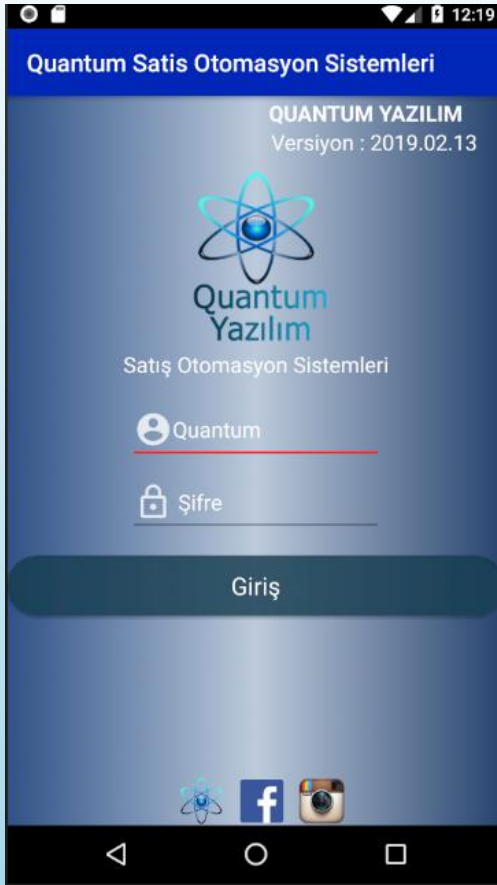 12:19
Quantum Satis Otomasyon Sistemleri
QUANTUM YAZILIM
Versiyon : 2019.02.13
Quantum
Yazılım
Satış Otomasyon Sistemleri
Quantum
Şifre
Giriş